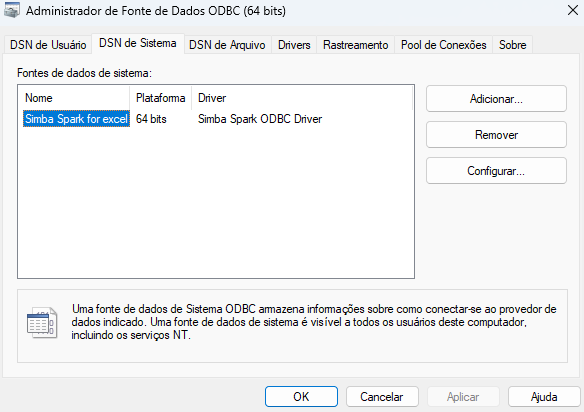 Administrador de Fonte de Dados ODBC (64 bits)
DSN de Usuário DSN de Sistema DSN de Arquivo Drivers Rastreamento Pool de Conexões Sobre
Fontes de dados de sistema:
Nome Plataforma Driver
Simba Spark for excel 64 bits Simba Spark ODBC Driver
Adicionar...
Remover
Configurar...
Uma fonte de dados de Sistema ODBC armazena informações sobre como conectar-se ao provedor de
dados indicado. Uma fonte de dados de sistema é visível a todos os usuários deste computador,
incluindo os serviços NT.
OK Cancelar Aplicar Ajuda